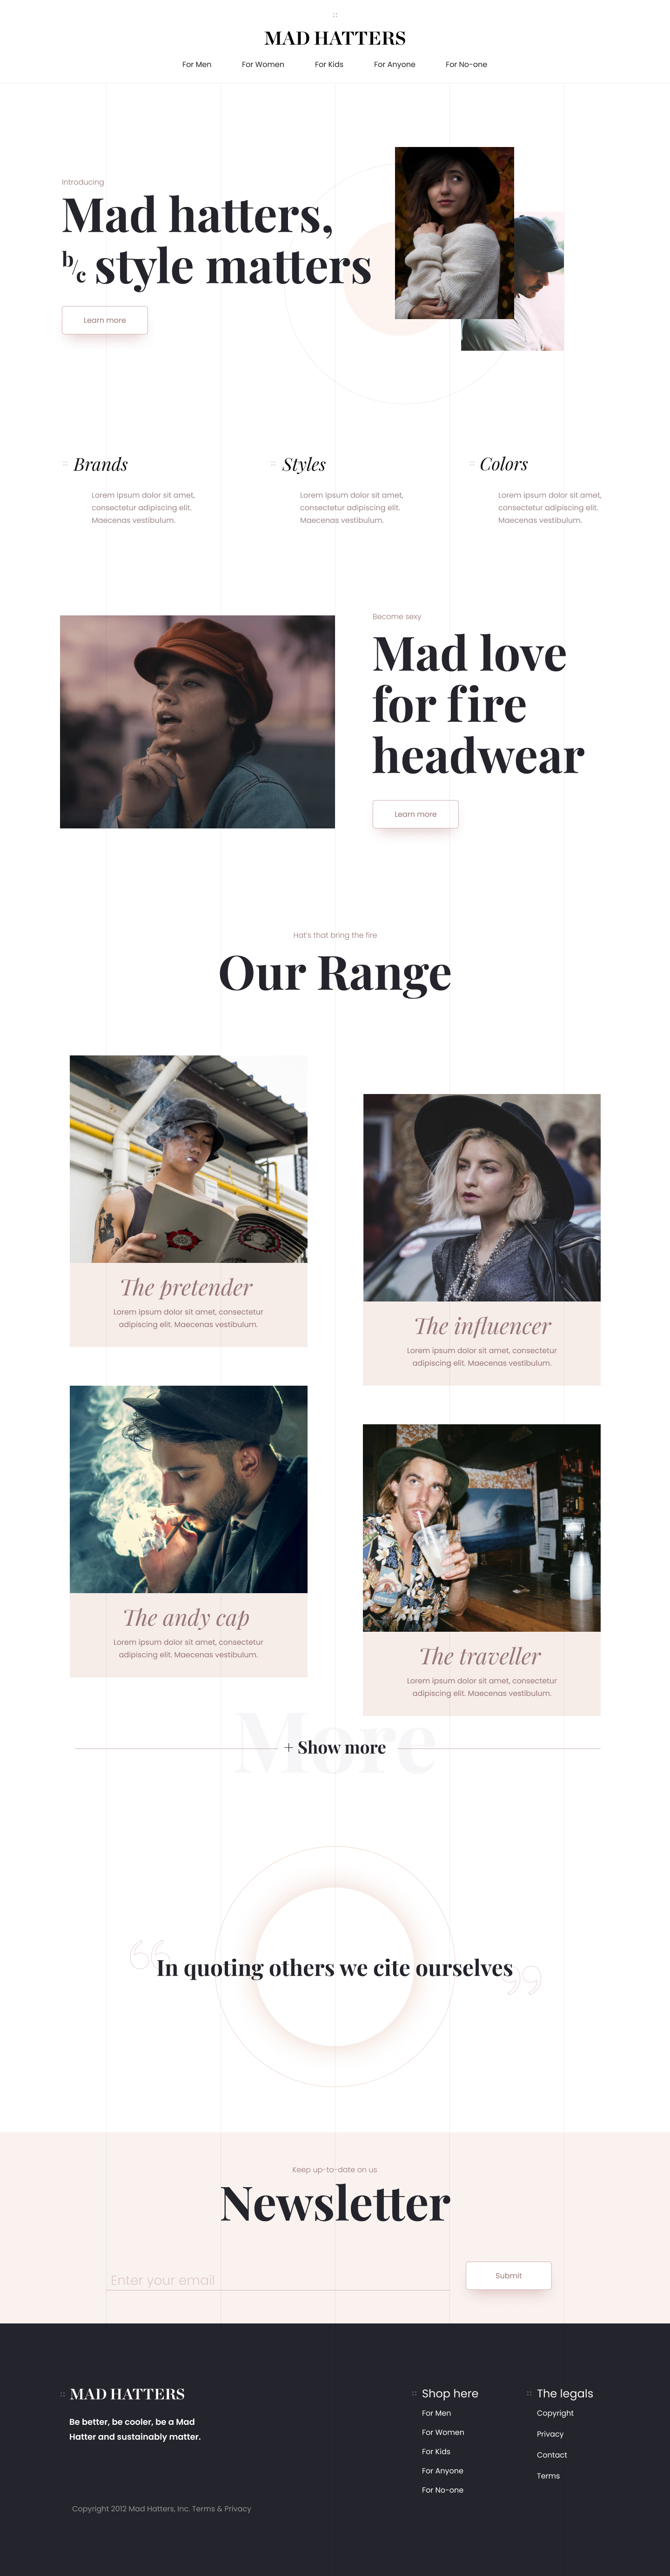 MAD HATTERS
For Men For Women For Kids For Anyone For No-one
Introducing
Mad hatters,
b/c style matters
Learn more
Brands
Lorem ipsum dolor sit amet,
consectetur adipiscing elit.
Maecenas vestibulum.
Styles
Lorem ipsum dolor sit amet,
consectetur adipiscing elit.
Maecenas vestibulum.
Colors
Lorem ipsum dolor sit amet,
consectetur adipiscing elit.
Maecenas vestibulum.
Become sexy
Mad love
for fire
headwear
Learn more
Hat's that bring the fire
Our Range
The pretender
Lorem ipsum dolor sit amet, consectetur
adipiscing elit. Maecenas vestibulum.
The influencer
Lorem ipsum dolor sit amet, consectetur
adipiscing elit. Maecenas vestibulum.
The andy cap
Lorem ipsum dolor sit amet, consectetur
adipiscing elit. Maecenas vestibulum.
The traveller
Lorem ipsum dolor sit amet, consectetur
adipiscing elit. Maecenas vestibulum.
More
+ Show more
“In quoting others we cite ourselves”
Keep up-to-date on us
Newsletter
Enter your email
Submit
MAD HATTERS
Be better, be cooler, be a Mad
Hatter and sustainably matter.
Copyright 2012 Mad Hatters, Inc. Terms & Privacy
Shop here
For Men
For Women
For Kids
For Anyone
For No-one
The legals
Copyright
Privacy
Contact
Terms